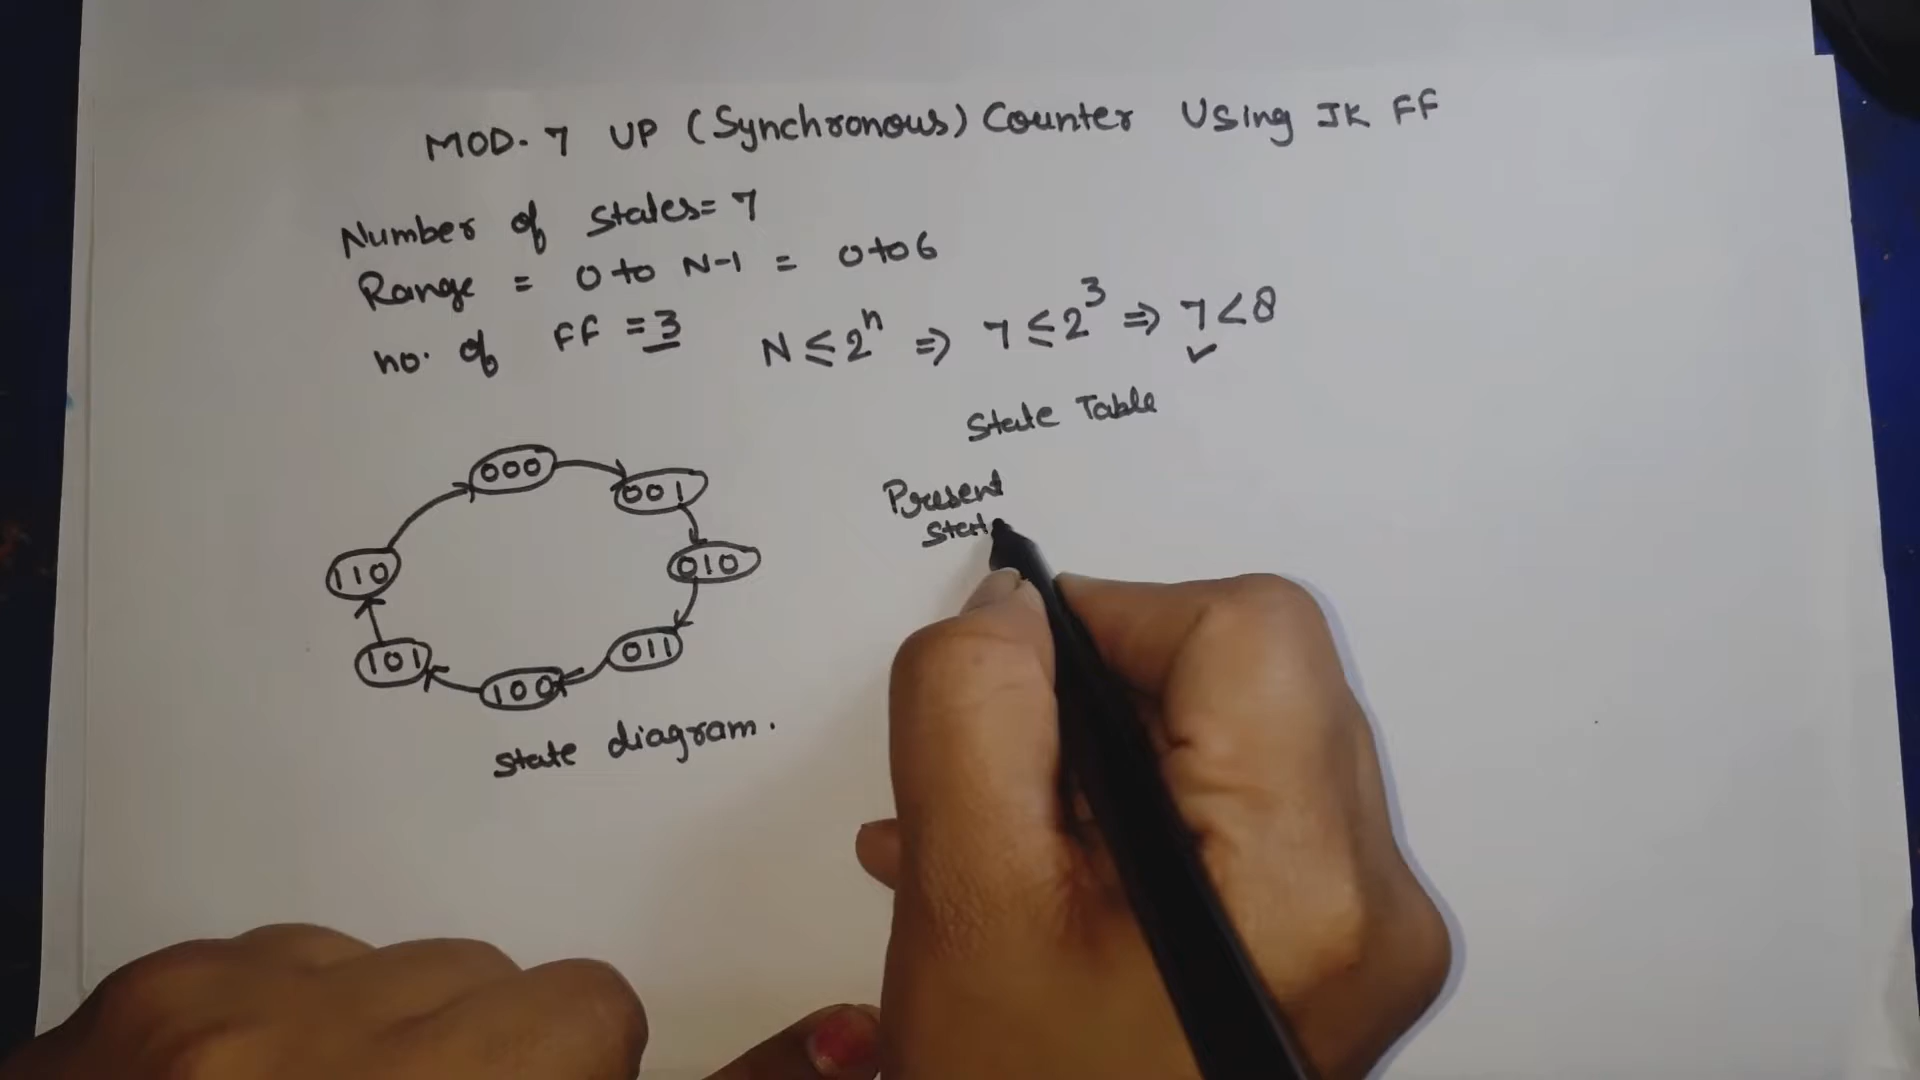 MOD. 7 UP (Synchronous) Counter Using JK FF
Number of States= 7
Range = 0 to N-1 = 0 to 6
no. of FF = 3 N ≤ 2^n ⇒ 7 ≤ 2^3 ⇒ 7 < 8 ✓
State Table
000
001
Present
110
010
101
011
100
State diagram.